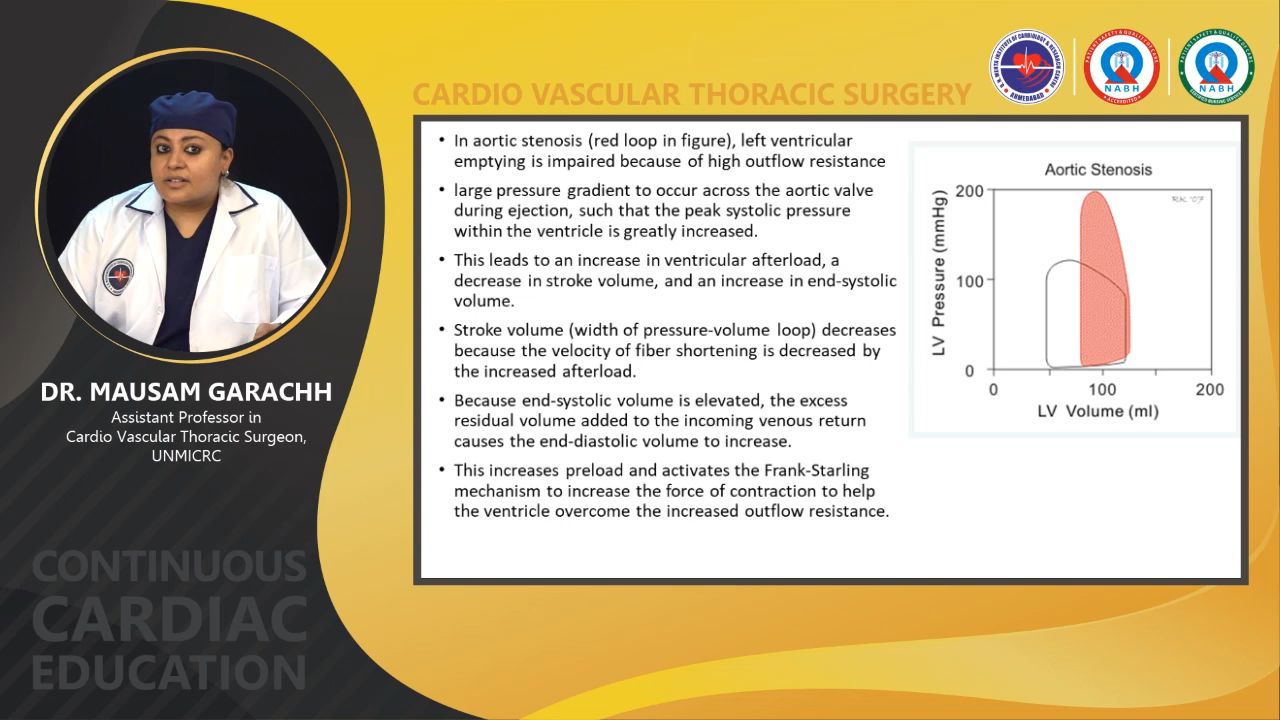 CARDIO VASCULAR THORACIC SURGERY
NABH
NABH
AHMEDABAD
DR. MAUSAM GARACHH
Assistant Professor in
Cardio Vascular Thoracic Surgeon,
UNMICRC
CONTINUOUS
CARDIAC
EDUCATION
• In aortic stenosis (red loop in figure), left ventricular
emptying is impaired because of high outflow resistance
• large pressure gradient to occur across the aortic valve
during ejection, such that the peak systolic pressure
within the ventricle is greatly increased.
• This leads to an increase in ventricular afterload, a
decrease in stroke volume, and an increase in end-systolic
volume.
• Stroke volume (width of pressure-volume loop) decreases
because the velocity of fiber shortening is decreased by
the increased afterload.
• Because end-systolic volume is elevated, the excess
residual volume added to the incoming venous return
causes the end-diastolic volume to increase.
• This increases preload and activates the Frank-Starling
mechanism to increase the force of contraction to help
the ventricle overcome the increased outflow resistance.
Aortic Stenosis
RK '07
LV Pressure (mmHg)
200
100
0
0 100 200
LV Volume (ml)